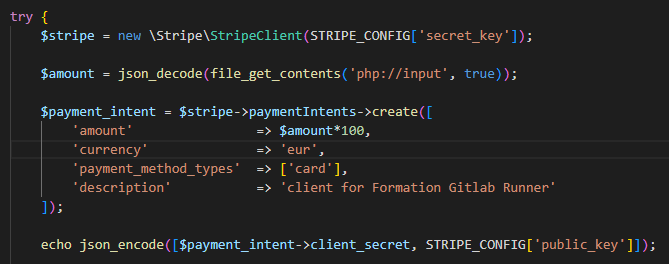 try {
$stripe = new \Stripe\StripeClient(STRIPE_CONFIG['secret_key']);
$amount = json_decode(file_get_contents('php://input', true));
$payment_intent = $stripe->paymentIntents->create([
'amount' => $amount*100,
'currency' => 'eur',
'payment_method_types' => ['card'],
'description' => 'client for Formation Gitlab Runner'
]);
echo json_encode([$payment_intent->client_secret, STRIPE_CONFIG['public_key']]);